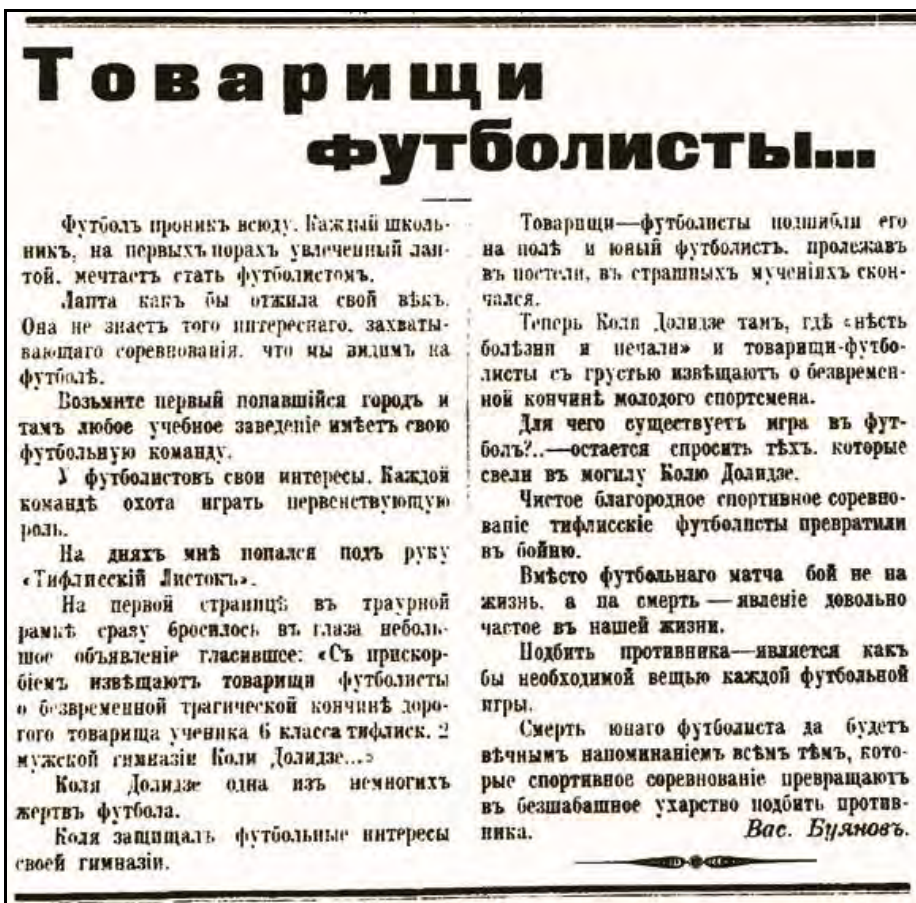 Товарищи
футболисты...
Футболъ проникъ всюду. Каждый школь-
никъ, на первыхъ порахъ увлеченный лап-
той, мечтаетъ стать футболистомъ.
Лапта какъ бы отжила свой вѣкъ.
Она не знаетъ того интереснаго, захваты-
вающаго соревнованія, что мы видимъ на
футболѣ.
Возьмите первый попавшійся городъ и
тамъ любое учебное заведеніе имѣетъ свою
футбольную команду.
У футболистовъ свои интересы. Каждой
командѣ охота играть первенствующую
роль.
На дняхъ мнѣ попался подъ руку
«Тифлисскій Листокъ».
На первой страницѣ въ траурной
рамкѣ сразу бросилось въ глаза неболь-
шое объявленіе гласившее: «Съ прискор-
біемъ извѣщаютъ товарищи футболисты
о безвременной трагической кончинѣ доро-
гого товарища ученика 6 класса тифлиск. 2
мужской гимназіи Коли Долидзе...»
Коля Долидзе одна изъ немногихъ
жертвъ футбола.
Коля защищалъ футбольные интересы
своей гимназіи.
Товарищи—футболисты подшибли его
на полѣ и юный футболистъ, пролежавъ
въ постели, въ страшныхъ мученіяхъ скон-
чался.
Теперь Коля Долидзе тамъ, гдѣ «нѣсть
болѣзни и печали» и товарищи-футбо-
листы съ грустью извѣщаютъ о безвремен-
ной кончинѣ молодого спортсмена.
Для чего существуетъ игра въ фут-
болъ?..—остается спросить тѣхъ, которые
свели въ могилу Колю Долидзе.
Чистое благородное спортивное соревно-
ваніе тифлисскіе футболисты превратили
въ бойню.
Вмѣсто футбольнаго матча бой не на
жизнь, а на смерть — явленіе довольно
частое въ нашей жизни.
Подбить противника—является какъ
бы необходимой вещью каждой футбольной
игры.
Смерть юнаго футболиста да будетъ
вѣчнымъ напоминаніемъ всѣмъ тѣмъ, кото-
рые спортивное соревнованіе превращаютъ
въ безшабашное ухарство подбить против-
ника. Вас. Буяновъ.